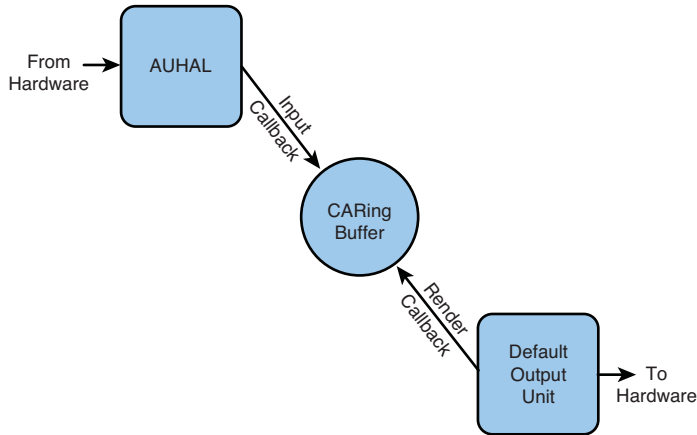 From
Hardware
AUHAL
Input
Callback
CARing
Buffer
Render
Callback
Default
Output
Unit
To
Hardware